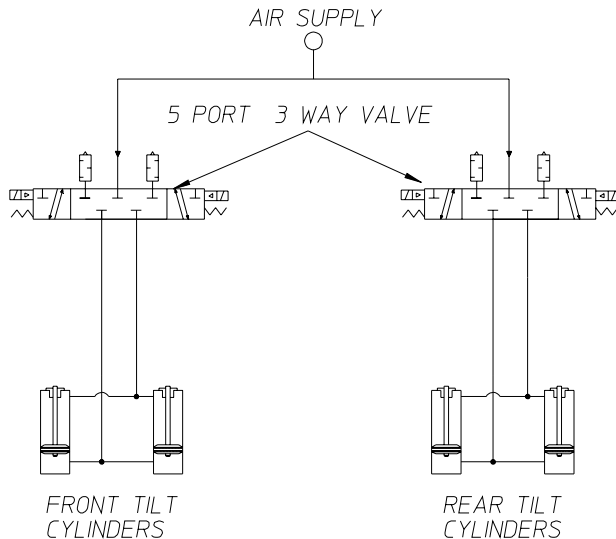 AIR SUPPLY
5 PORT 3 WAY VALVE
FRONT TILT
CYLINDERS
REAR TILT
CYLINDERS